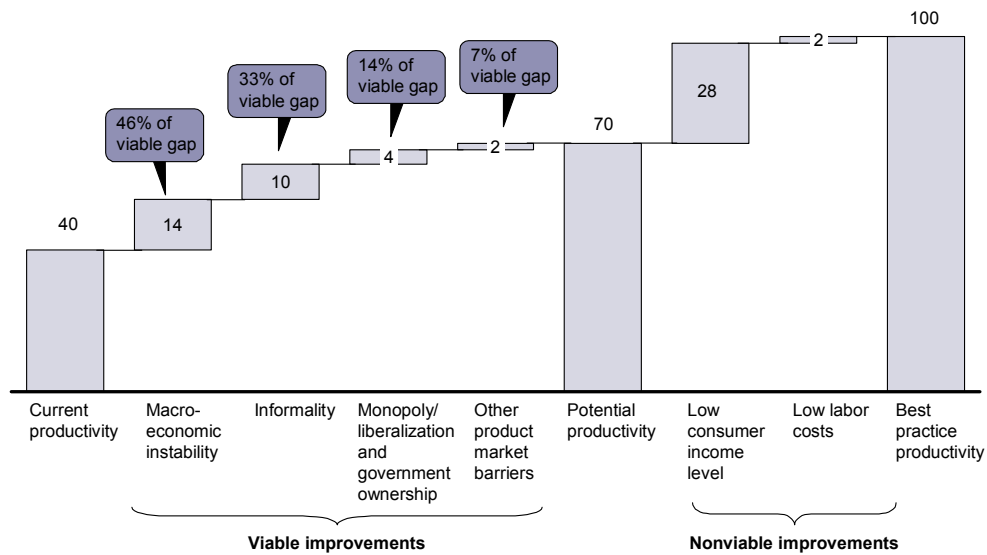 100
2
7% of
viable gap
14% of
viable gap
33% of
viable gap
46% of
viable gap
28
70
2
4
10
14
40
Current
productivity
Macro-
economic
instability
Informality
Monopoly/
liberalization
and
government
ownership
Other
product
market
barriers
Potential
productivity
Low
consumer
income
level
Low labor
costs
Best
practice
productivity
Viable improvements
Nonviable improvements